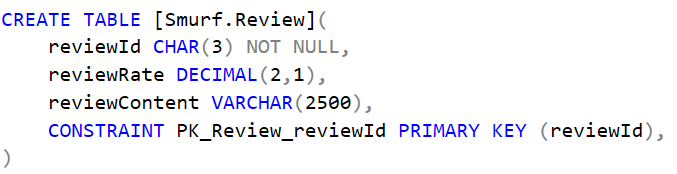 CREATE TABLE [Smurf.Review](
    reviewId CHAR(3) NOT NULL,
    reviewRate DECIMAL(2,1),
    reviewContent VARCHAR(2500),
    CONSTRAINT PK_Review_reviewId PRIMARY KEY (reviewId),
)